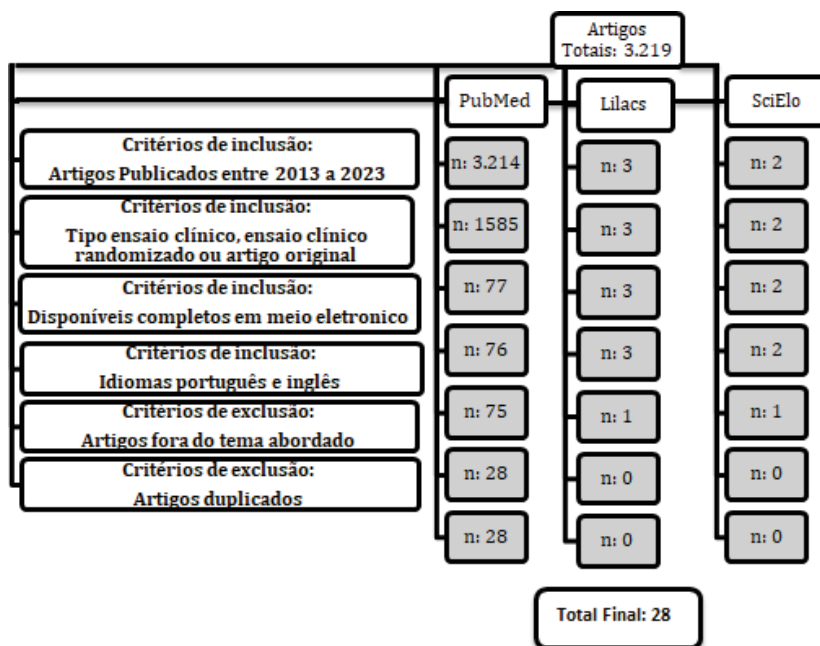 Artigos
Totais: 3.219
PubMed
Lilacs
SciElo
Critérios de inclusão:
Artigos Publicados entre 2013 a 2023
n: 3.214
n: 3
n: 2
Critérios de inclusão:
Tipo ensaio clínico, ensaio clínico
randomizado ou artigo original
n: 1585
n: 3
n: 2
Critérios de inclusão:
Disponíveis completos em meio eletronico
n: 77
n: 3
n: 2
Critérios de inclusão:
Idiomas português e inglês
n: 76
n: 3
n: 2
Critérios de exclusão:
Artigos fora do tema abordado
n: 75
n: 1
n: 1
Critérios de exclusão:
Artigos duplicados
n: 28
n: 0
n: 0
n: 28
n: 0
n: 0
Total Final: 28